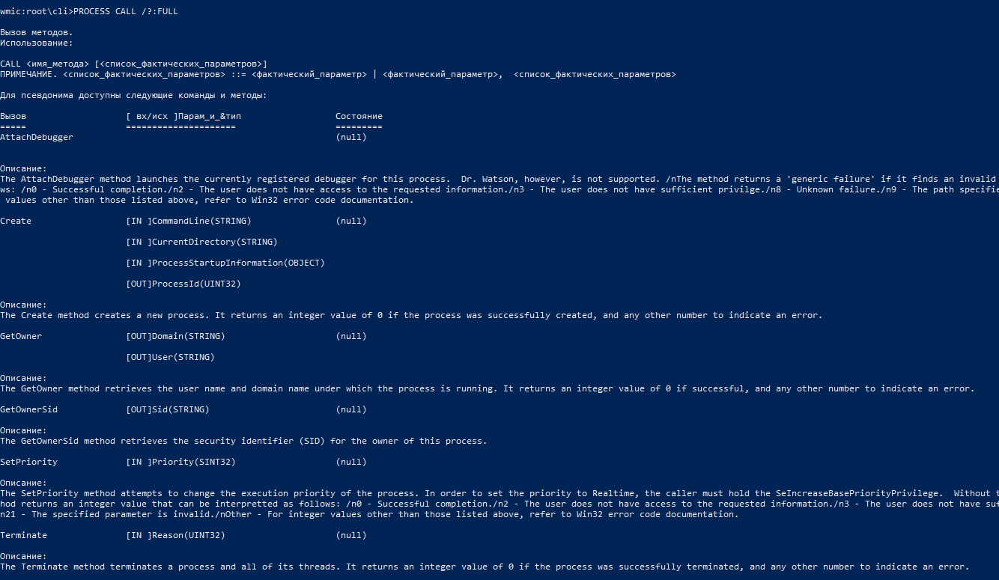 wmic:root\cli>PROCESS CALL /?:FULL
Вызов методов.
Использование:
CALL <имя_метода> [<список_фактических_параметров>]
ПРИМЕЧАНИЕ. <список_фактических_параметров> ::= <фактический_параметр> | <фактический_параметр>,  <список_фактических_параметров>
Для псевдонима доступны следующие команды и методы:
Вызов [ вх/исх ]Парам_и_&тип Состояние
===== ===================== =========
AttachDebugger (null)
Описание:
The AttachDebugger method launches the currently registered debugger for this process.  Dr. Watson, however, is not supported. /nThe method returns a 'generic failure' if it finds an invalid
ws: /n0 - Successful completion./n2 - The user does not have access to the requested information./n3 - The user does not have sufficient privilge./n8 - Unknown failure./n9 - The path specifie
values other than those listed above, refer to Win32 error code documentation.
Create [IN ]CommandLine(STRING) (null)
[IN ]CurrentDirectory(STRING)
[IN ]ProcessStartupInformation(OBJECT)
[OUT]ProcessId(UINT32)
Описание:
The Create method creates a new process. It returns an integer value of 0 if the process was successfully created, and any other number to indicate an error.
GetOwner [OUT]Domain(STRING) (null)
[OUT]User(STRING)
Описание:
The GetOwner method retrieves the user name and domain name under which the process is running. It returns an integer value of 0 if successful, and any other number to indicate an error.
GetOwnerSid [OUT]Sid(STRING) (null)
Описание:
The GetOwnerSid method retrieves the security identifier (SID) for the owner of this process.
SetPriority [IN ]Priority(SINT32) (null)
Описание:
The SetPriority method attempts to change the execution priority of the process. In order to set the priority to Realtime, the caller must hold the SeIncreaseBasePriorityPrivilege.  Without t
hod returns an integer value that can be interpretted as follows: /n0 - Successful completion./n2 - The user does not have access to the requested information./n3 - The user does not have suf
n21 - The specified parameter is invalid./nOther - For integer values other than those listed above, refer to Win32 error code documentation.
Terminate [IN ]Reason(UINT32) (null)
Описание:
The Terminate method terminates a process and all of its threads. It returns an integer value of 0 if the process was successfully terminated, and any other number to indicate an error.